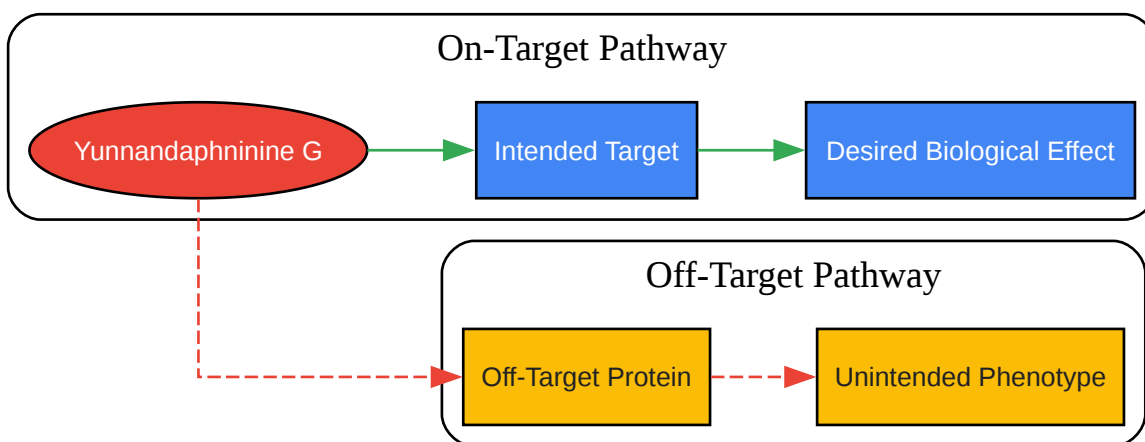 On-Target Pathway
Yunnandaphninine G
Intended Target
Desired Biological Effect
Off-Target Pathway
Off-Target Protein
Unintended Phenotype